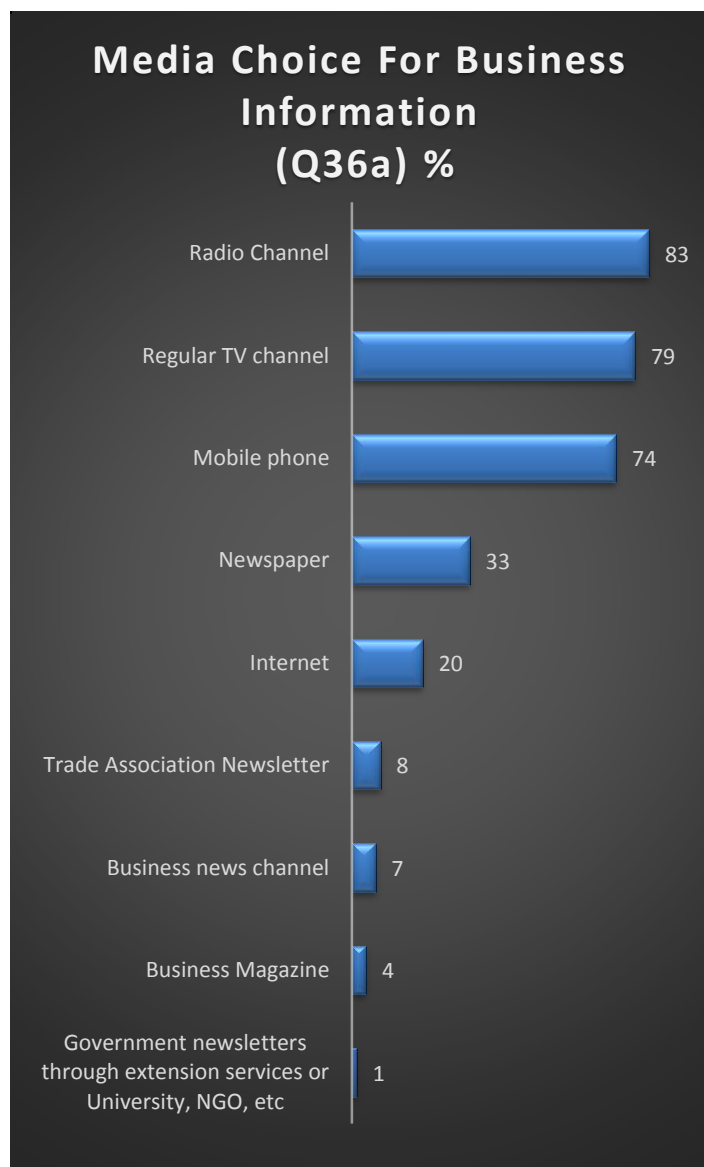 Media Choice For Business
Information
(Q36a) %
Radio Channel
83
Regular TV channel
79
Mobile phone
74
Newspaper
33
Internet
20
Trade Association Newsletter
8
Business news channel
7
Business Magazine
4
Government newsletters
through extension services or
University, NGO, etc
1